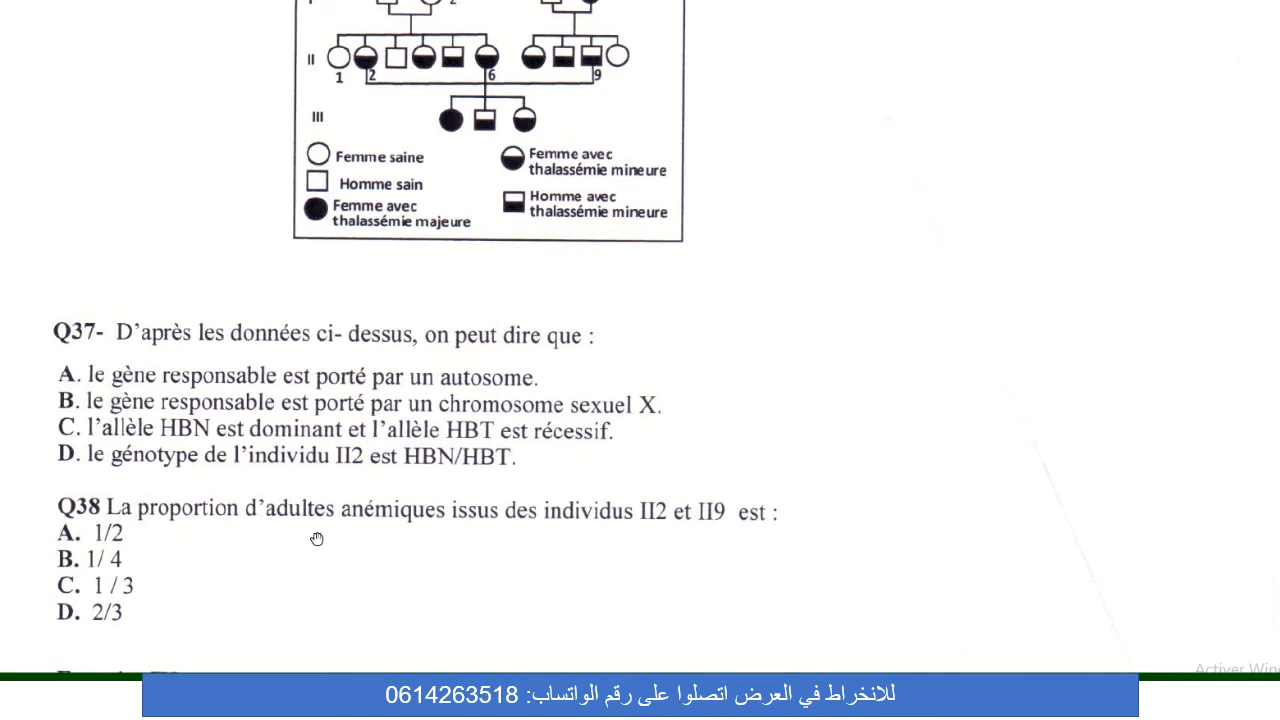 I
2
II
1
2
6
9
III
Femme saine
Homme sain
Femme avec
thalassémie majeure
Femme avec
thalassémie mineure
Homme avec
thalassémie mineure
Q37- D'après les données ci- dessus, on peut dire que :
A. le gène responsable est porté par un autosome.
B. le gène responsable est porté par un chromosome sexuel X.
C. l'allèle HBN est dominant et l'allèle HBT est récessif.
D. le génotype de l'individu II2 est HBN/HBT.
Q38 La proportion d'adultes anémiques issus des individus II2 et II9 est :
A. 1/2
B. 1/ 4
C. 1 / 3
D. 2/3
Activer Win
للانخراط في العرض اتصلوا على رقم الواتساب: 0614263518